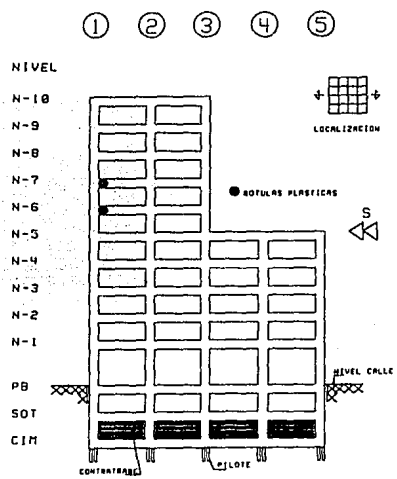 1 2 3 4 5
NIVEL
N-10
N-9
N-8
N-7
N-6
N-5
N-4
N-3
N-2
N-1
PB
SOT
CIM
LOCALIZACION
ROTULAS PLASTICAS
S
NIVEL CALLE
CONTRATRABE
PILOTE